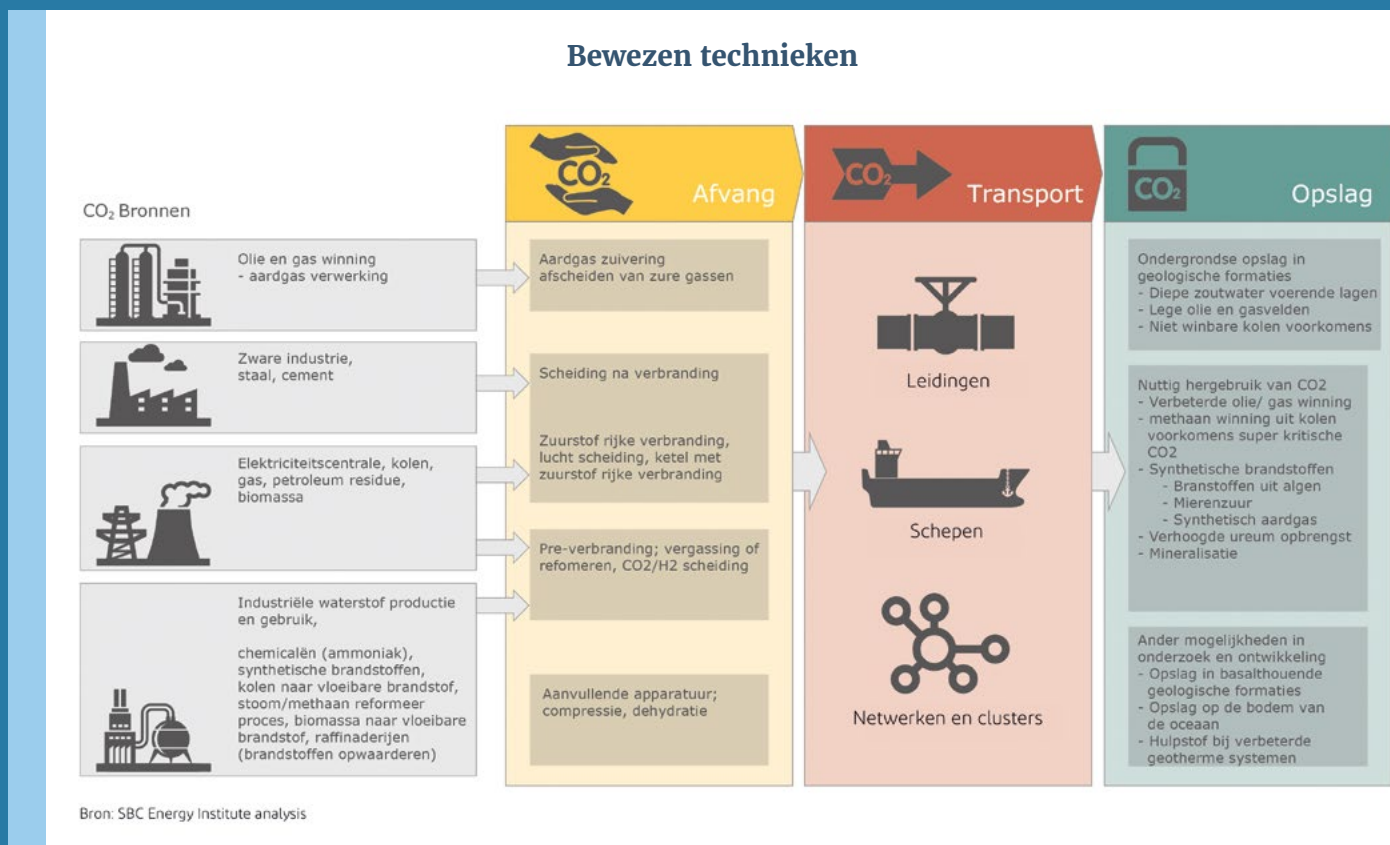 Bewezen technieken
CO₂ Bronnen
Olie en gas winning
- aardgas verwerking
Zware industrie,
staal, cement
Elektriciteitscentrale, kolen,
gas, petroleum residue,
biomassa
Industriële waterstof productie
en gebruik,
chemicalën (ammoniak),
synthetische brandstoffen,
kolen naar vloeibare brandstof,
stoom/methaan reformeer
proces, biomassa naar vloeibare
brandstof, raffinaderijen
(brandstoffen opwaarderen)
CO₂
Afvang
Aardgas zuivering
afscheiden van zure gassen
Scheiding na verbranding
Zuurstof rijke verbranding,
lucht scheiding, ketel met
zuurstof rijke verbranding
Pre-verbranding; vergassing of
refomeren, CO2/H2 scheiding
Aanvullende apparatuur;
compressie, dehydratie
CO₂
Transport
Leidingen
Schepen
Netwerken en clusters
CO₂
Opslag
Ondergrondse opslag in
geologische formaties
- Diepe zoutwater voerende lagen
- Lege olie en gasvelden
- Niet winbare kolen voorkomens
Nuttig hergebruik van CO2
- Verbeterde olie/ gas winning
- methaan winning uit kolen
voorkomens super kritische
CO2
- Synthetische brandstoffen
- Branstoffen uit algen
- Mierenzuur
- Synthetisch aardgas
- Verhoogde ureum opbrengst
- Mineralisatie
Ander mogelijkheden in
onderzoek en ontwikkeling
- Opslag in basalthouende
geologische formaties
- Opslag op de bodem van
de oceaan
- Hulpstof bij verbeterde
geotherme systemen
Bron: SBC Energy Institute analysis